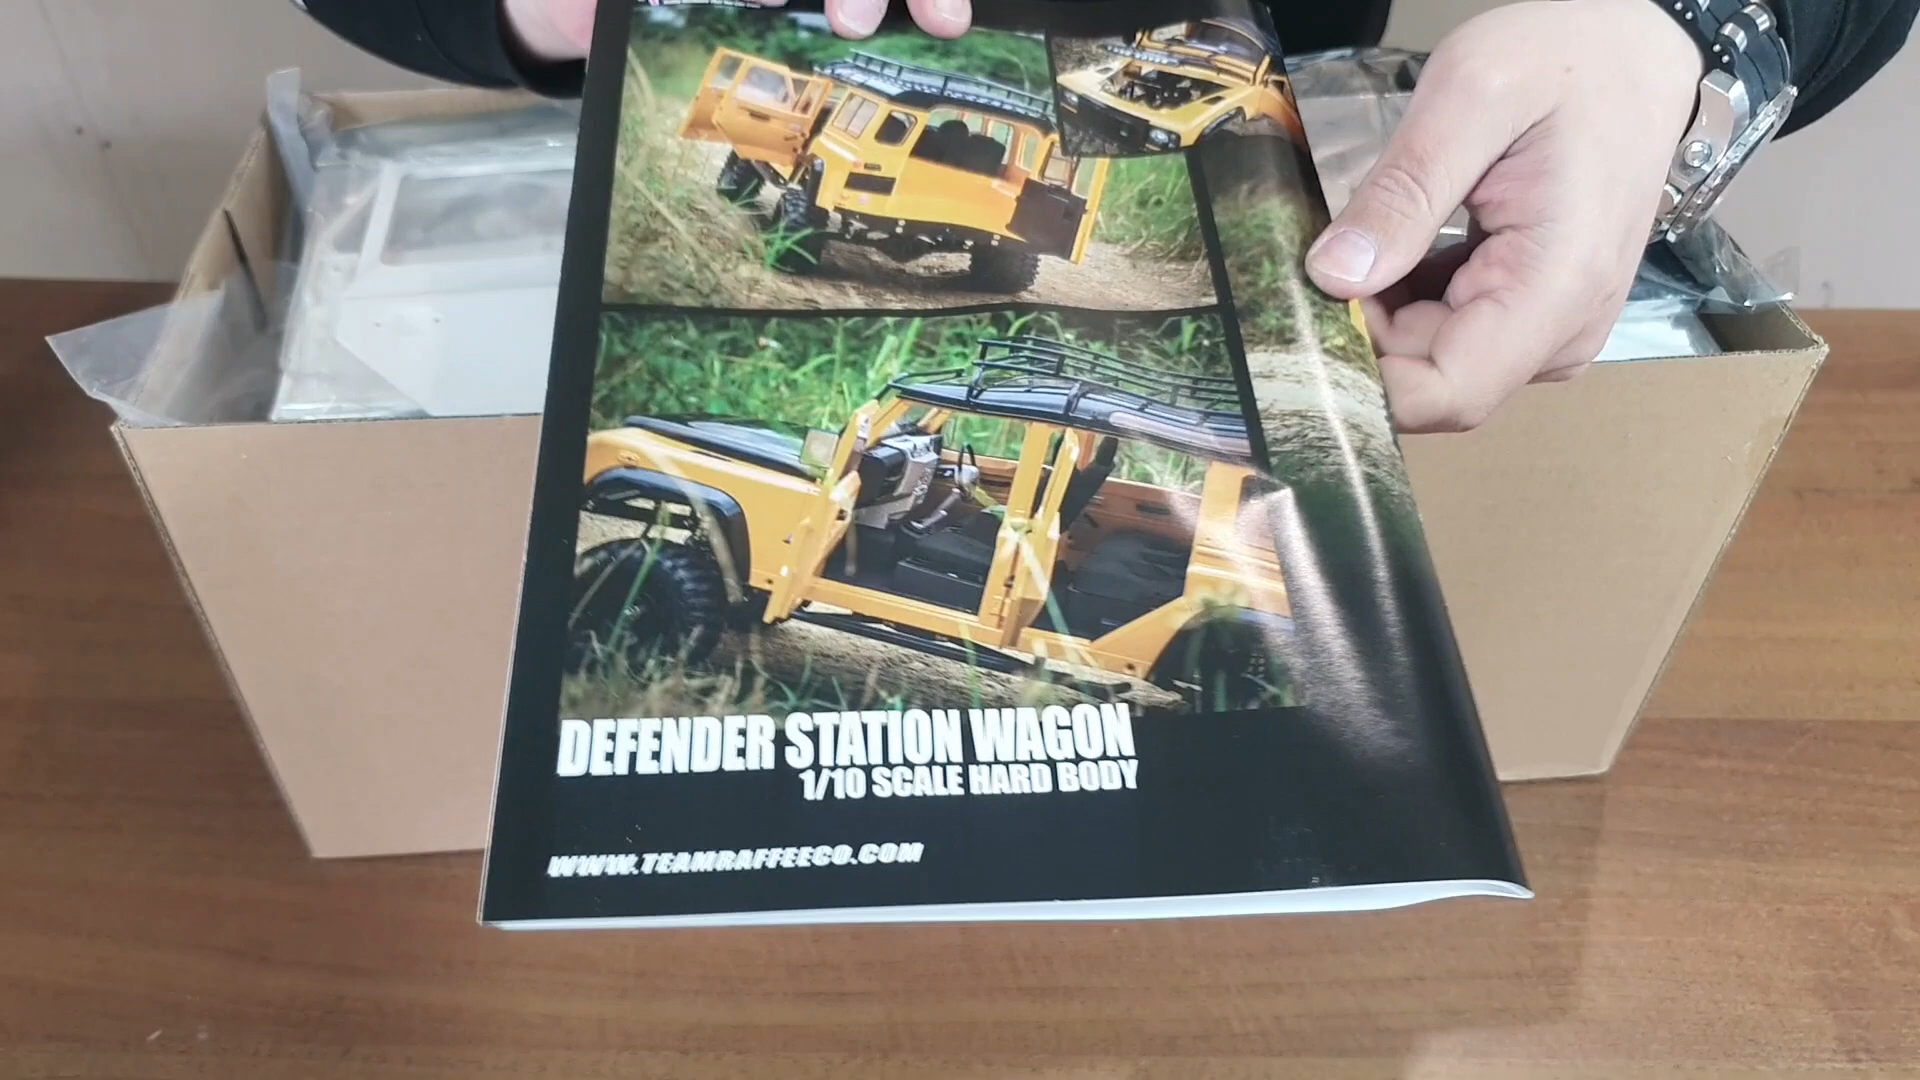 DEFENDER STATION WAGON
1/10 SCALE HARD BODY
WWW.TEAMRAFFEECO.COM